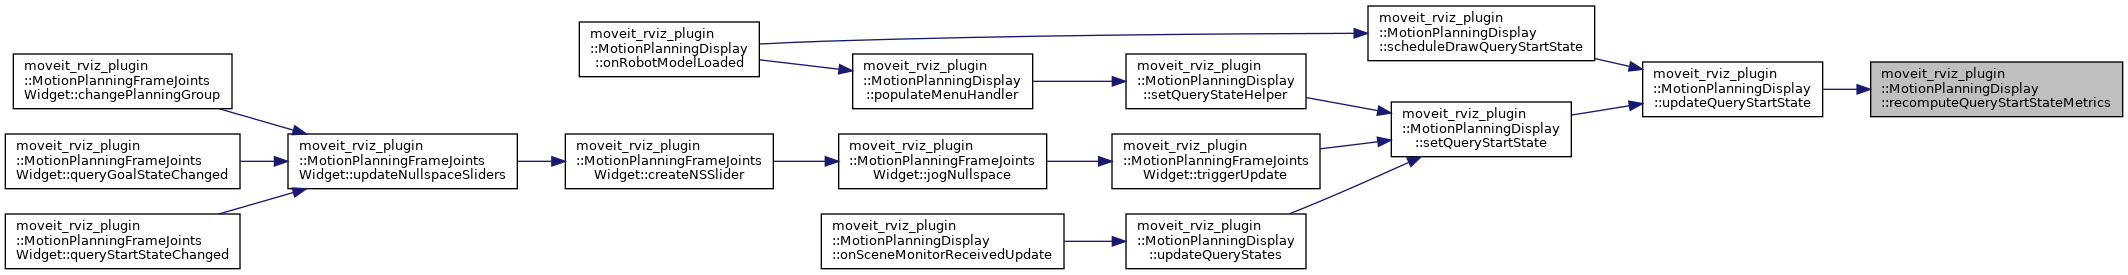 moveit_rviz_plugin
::MotionPlanningFrameJoints
Widget::changePlanningGroup
moveit_rviz_plugin
::MotionPlanningFrameJoints
Widget::queryGoalStateChanged
moveit_rviz_plugin
::MotionPlanningFrameJoints
Widget::queryStartStateChanged
moveit_rviz_plugin
::MotionPlanningFrameJoints
Widget::updateNullspaceSliders
moveit_rviz_plugin
::MotionPlanningDisplay
::onRobotModelLoaded
moveit_rviz_plugin
::MotionPlanningFrameJoints
Widget::createNSSlider
moveit_rviz_plugin
::MotionPlanningDisplay
::populateMenuHandler
moveit_rviz_plugin
::MotionPlanningFrameJoints
Widget::jogNullspace
moveit_rviz_plugin
::MotionPlanningDisplay
::onSceneMonitorReceivedUpdate
moveit_rviz_plugin
::MotionPlanningDisplay
::setQueryStateHelper
moveit_rviz_plugin
::MotionPlanningFrameJoints
Widget::triggerUpdate
moveit_rviz_plugin
::MotionPlanningDisplay
::updateQueryStates
moveit_rviz_plugin
::MotionPlanningDisplay
::scheduleDrawQueryStartState
moveit_rviz_plugin
::MotionPlanningDisplay
::setQueryStartState
moveit_rviz_plugin
::MotionPlanningDisplay
::updateQueryStartState
moveit_rviz_plugin
::MotionPlanningDisplay
::recomputeQueryStartStateMetrics